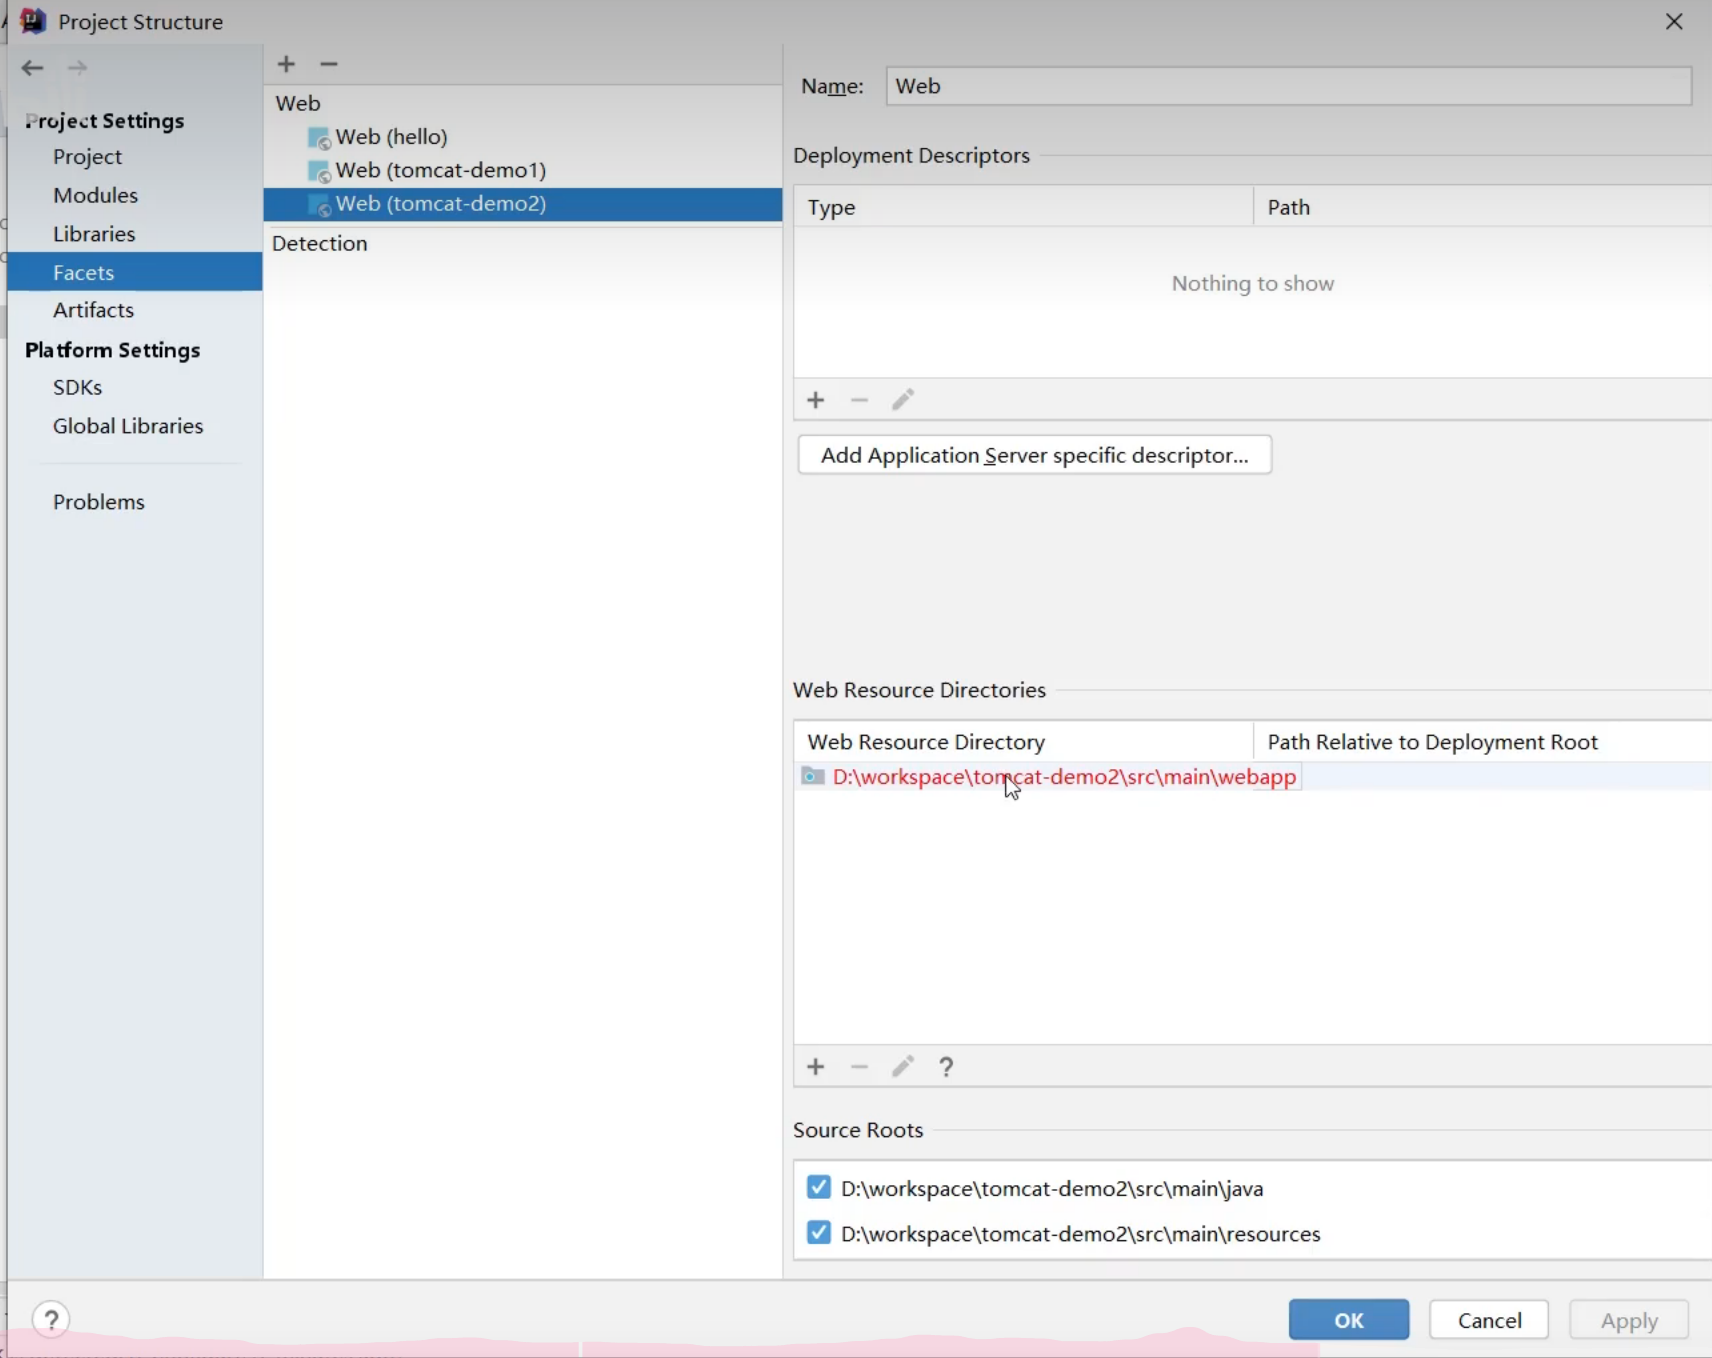 Project Structure
Project Settings
Project
Modules
Libraries
Facets
Artifacts
Platform Settings
SDKs
Global Libraries
Problems
Web
Web (hello)
Web (tomcat-demo1)
Web (tomcat-demo2)
Detection
Name: Web
Deployment Descriptors
Type Path
Nothing to show
Add Application Server specific descriptor...
Web Resource Directories
Web Resource Directory Path Relative to Deployment Root
D:\workspace\tomcat-demo2\src\main\webapp
?
Source Roots
D:\workspace\tomcat-demo2\src\main\java
D:\workspace\tomcat-demo2\src\main\resources
? OK Cancel Apply